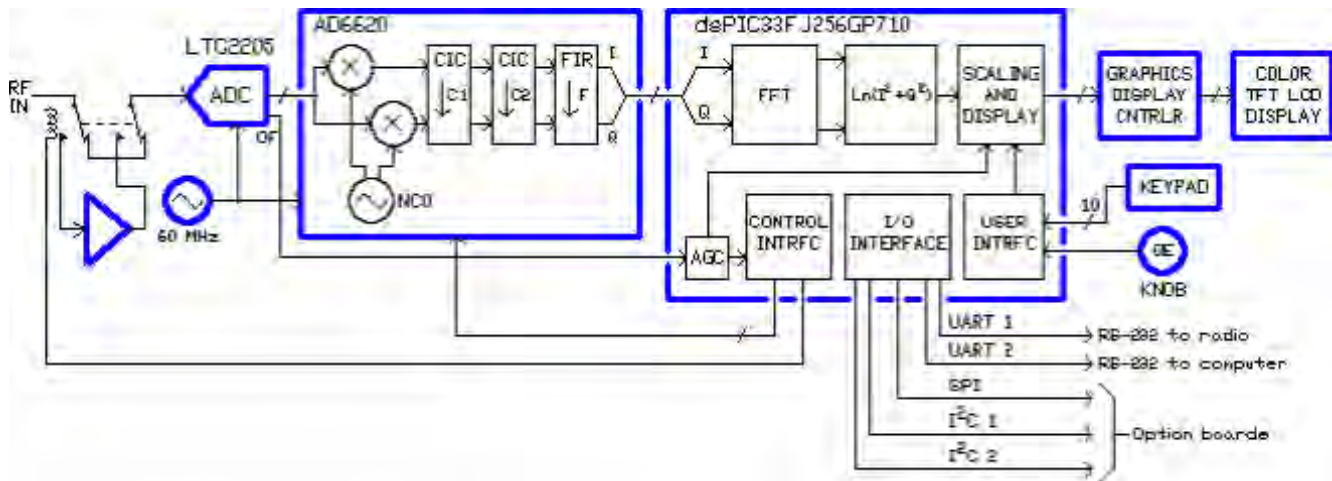 AD6620
dsPIC33FJ256GP710
LTC2205
RF
IN
ADC
OF
60 MHz
CIC
C1
CIC
C2
FIR
F
I
Q
NCO
I
Q
FFT
Ln(I²+Q²)
SCALING
AND
DISPLAY
GRAPHICS
DISPLAY
CNTRLR
COLOR
TFT LCD
DISPLAY
AGC
CONTROL
INTRFC
I/O
INTERFACE
USER
INTRFC
10
KEYPAD
OE
KNOB
UART 1
RS-232 to radio
UART 2
RS-232 to computer
SPI
I²C 1
I²C 2
Option boards